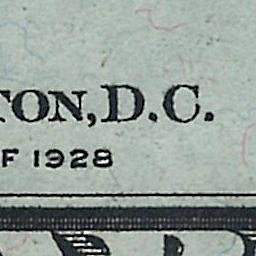 TON, D.C.
F 1928